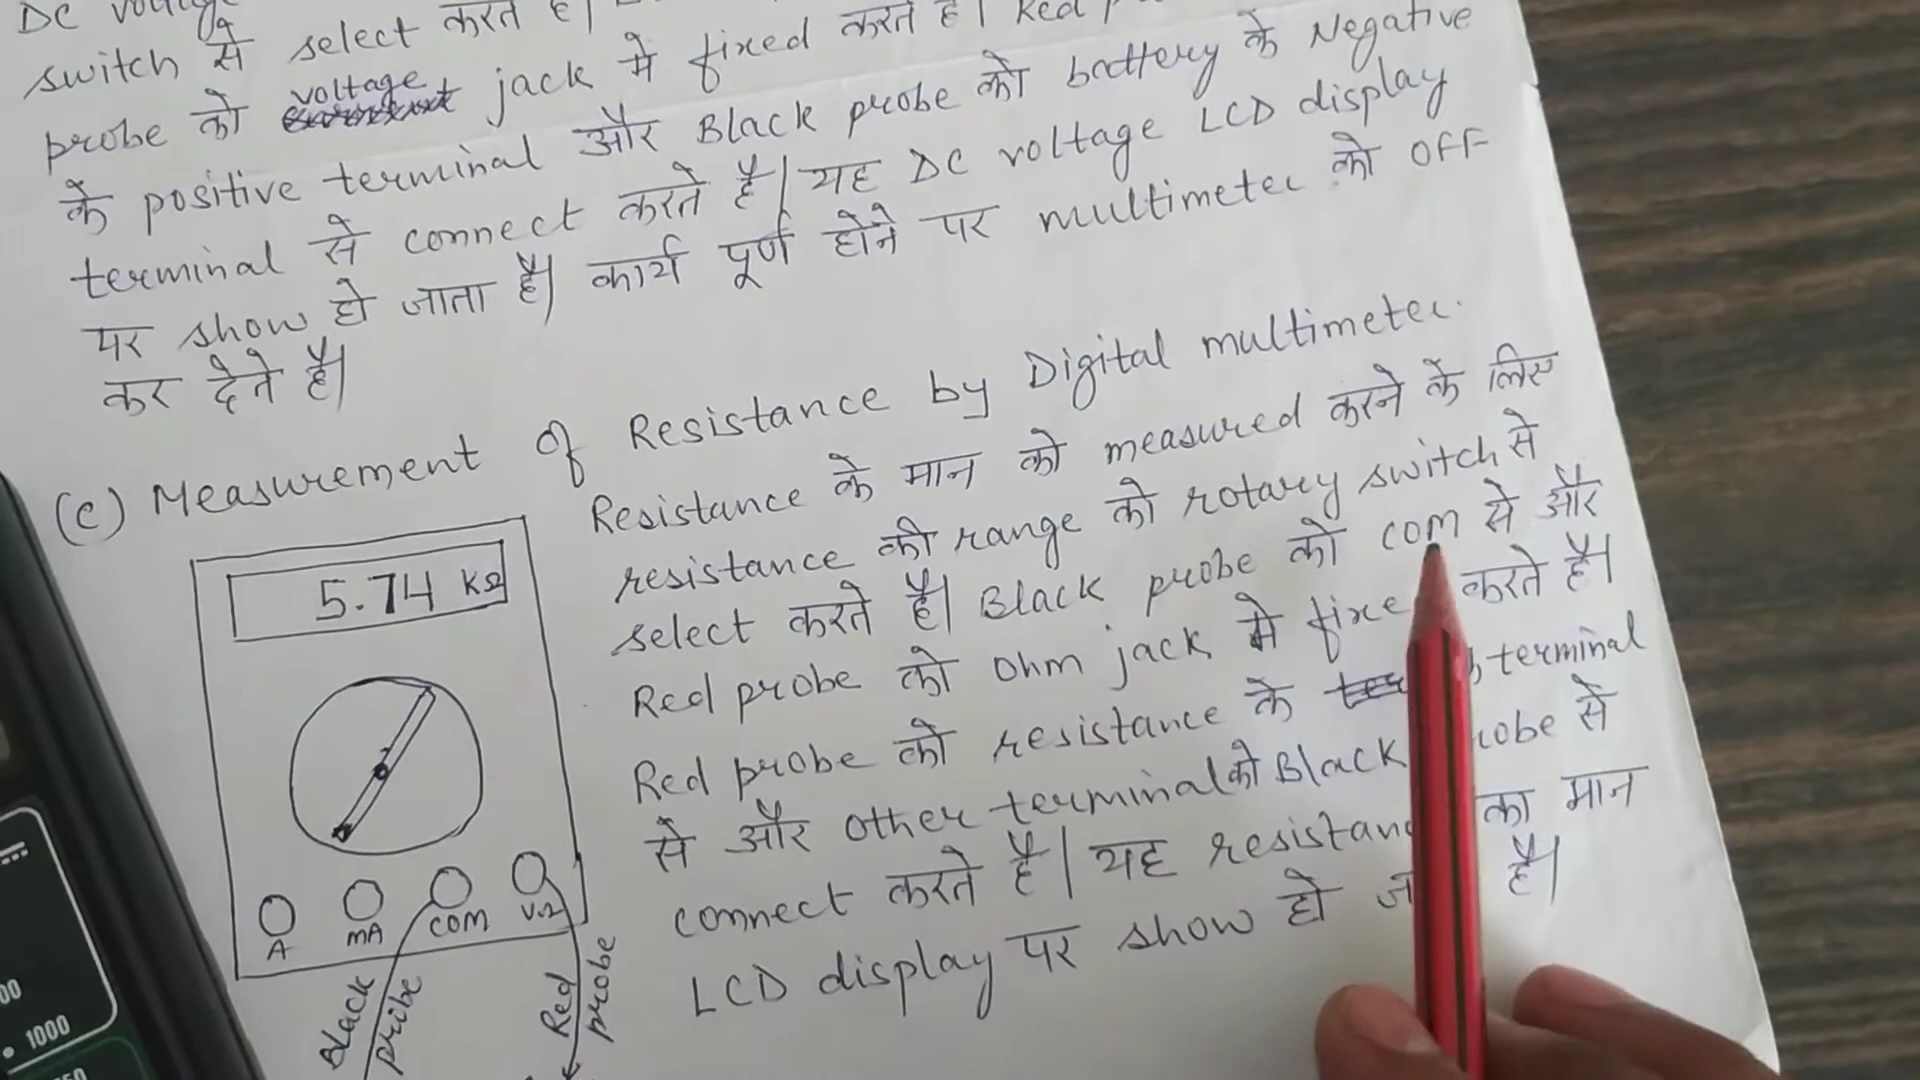 DC voltage
switch से select करते है।
probe को voltage jack मे fixed करते है। Red
के positive terminal और Black probe को battery के Negative
terminal से connect करते है। यह DC voltage LCD display
पर show हो जाता है। कार्य पूर्ण होने पर multimeter को OFF
कर देते है।
(c) Measurement of Resistance by Digital multimeter.
Resistance के मान को measured करने के लिए
resistance की range को rotary switch से
select करते है। Black probe को com से और
Red probe को ohm jack मे fixe करते है।
Red probe को resistance के terminal
से और other terminal को Black robe से
connect करते है। यह resistanc का मान
LCD display पर show हो ज है।
5.74 KΩ
A
mA
COM
VΩ
Black
probe
Red
probe
00
1000